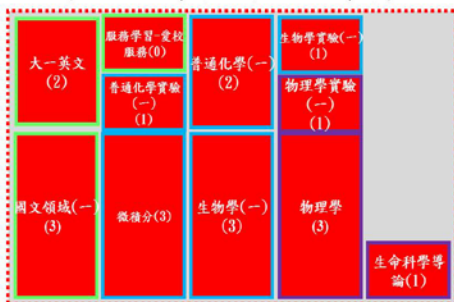 大一英文
(2)
服務學習-愛校
服務(0)
普通化學實驗
(一)
(1)
普通化學(一)
(2)
生物學實驗(一)
(1)
物理學實驗
(一)
(1)
國文領域(一)
(3)
微積分(3)
生物學(一)
(3)
物理學
(3)
生命科學導
論(1)